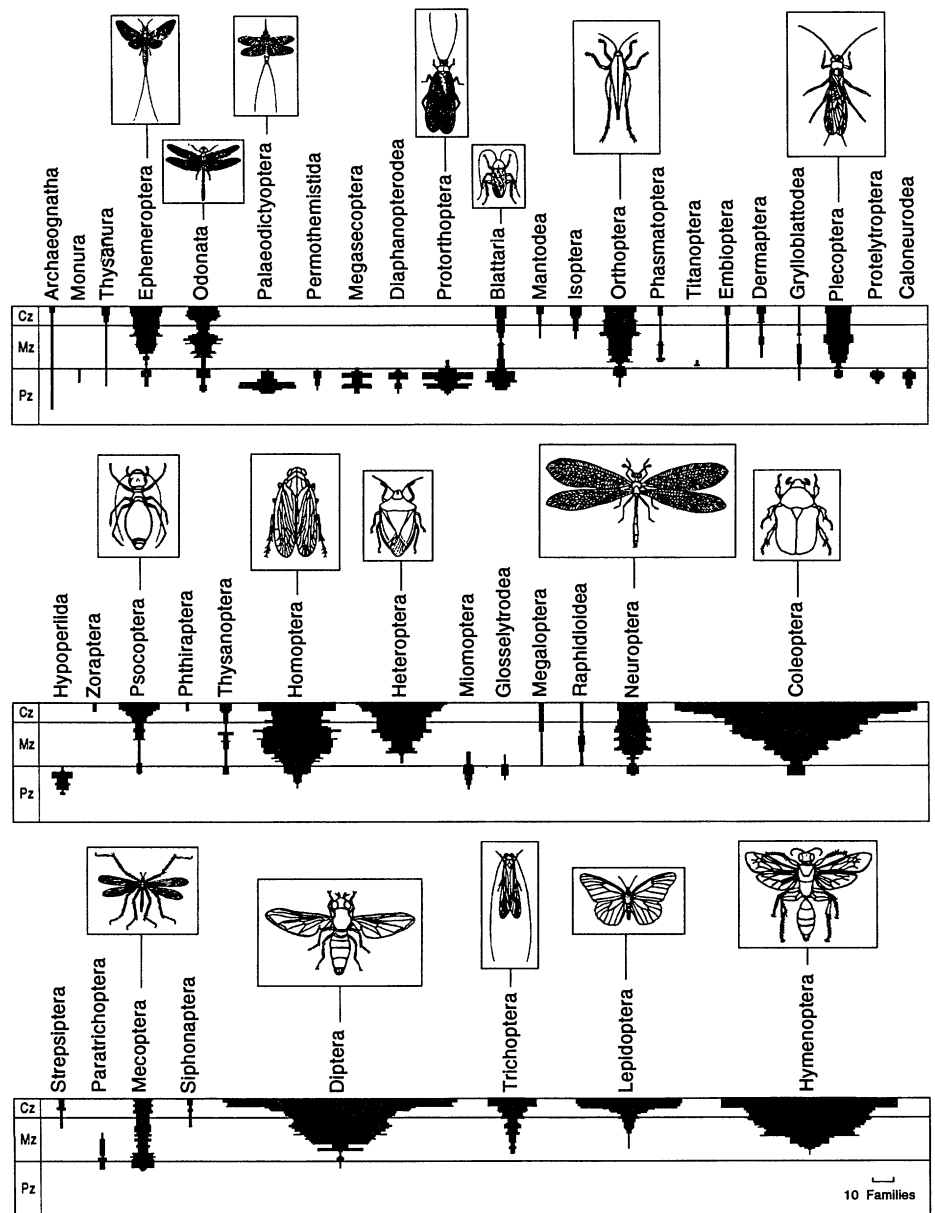 Archaeognatha
Monura
Thysanura
Ephemeroptera
Odonata
Palaeodictyoptera
Permothemistida
Megasecoptera
Diaphanopterodea
Protorthoptera
Blattaria
Mantodea
Isoptera
Orthoptera
Phasmatoptera
Titanoptera
Embioptera
Dermaptera
Grylloblattodea
Plecoptera
Protelytroptera
Caloneurodea
Cz
Mz
Pz
Hypoperlida
Zoraptera
Psocoptera
Phthiraptera
Thysanoptera
Homoptera
Heteroptera
Miomoptera
Glosselytrodea
Megaloptera
Raphidioidea
Neuroptera
Coleoptera
Cz
Mz
Pz
Strepsiptera
Paratrichoptera
Mecoptera
Siphonaptera
Diptera
Trichoptera
Lepidoptera
Hymenoptera
Cz
Mz
Pz
10 Families